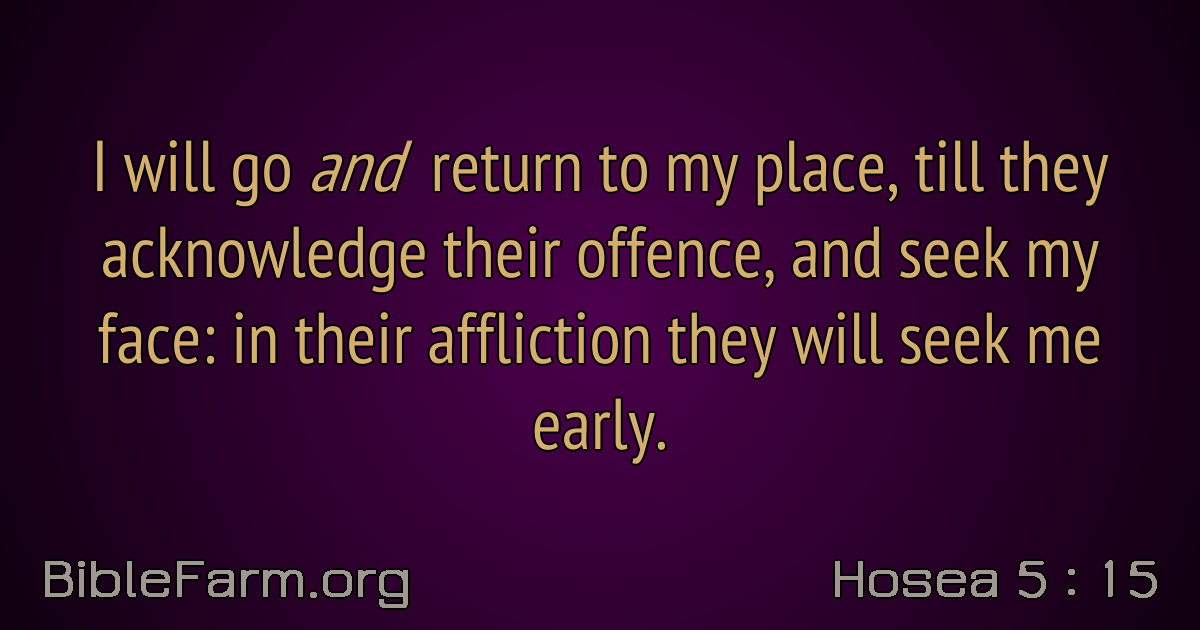 I will go and return to my place, till they
acknowledge their offence, and seek my
face: in their affliction they will seek me
early.
BibleFarm.org
Hosea 5 : 15